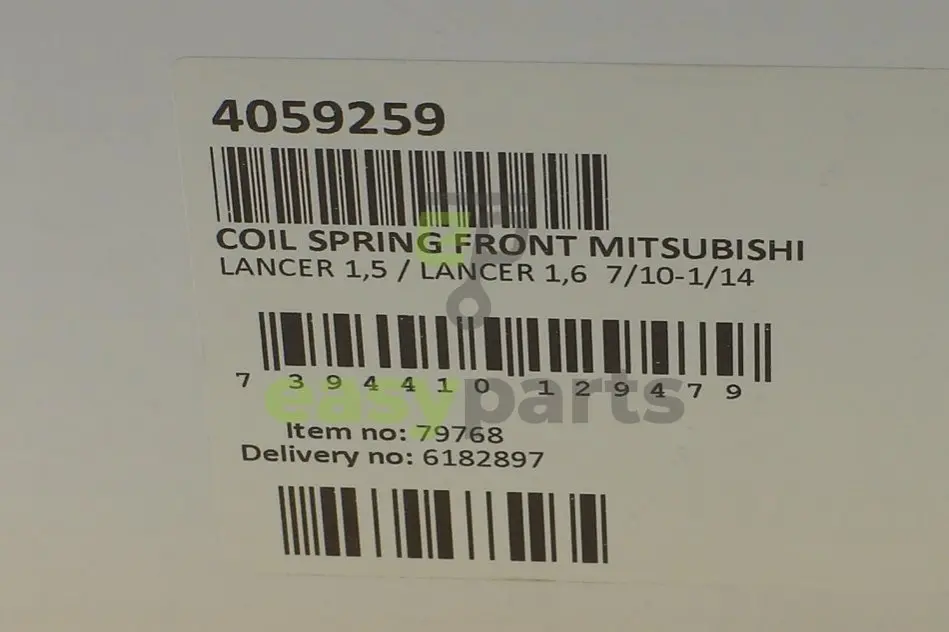 4059259
COIL SPRING FRONT MITSUBISHI
LANCER 1,5 / LANCER 1,6 7/10-1/14
7 394410 129479
easyparts
Item no: 79768
Delivery no: 6182897